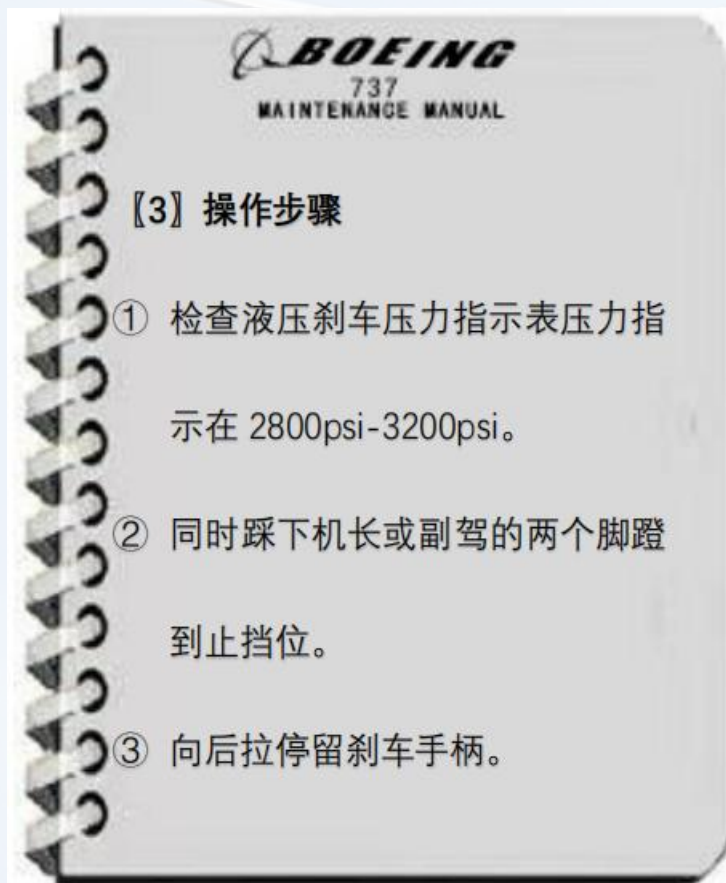 BOEING
737
MAINTENANCE MANUAL
〖3〗操作步骤
① 检查液压刹车压力指示表压力指
示在 2800psi-3200psi。
② 同时踩下机长或副驾的两个脚蹬
到止挡位。
③ 向后拉停留刹车手柄。